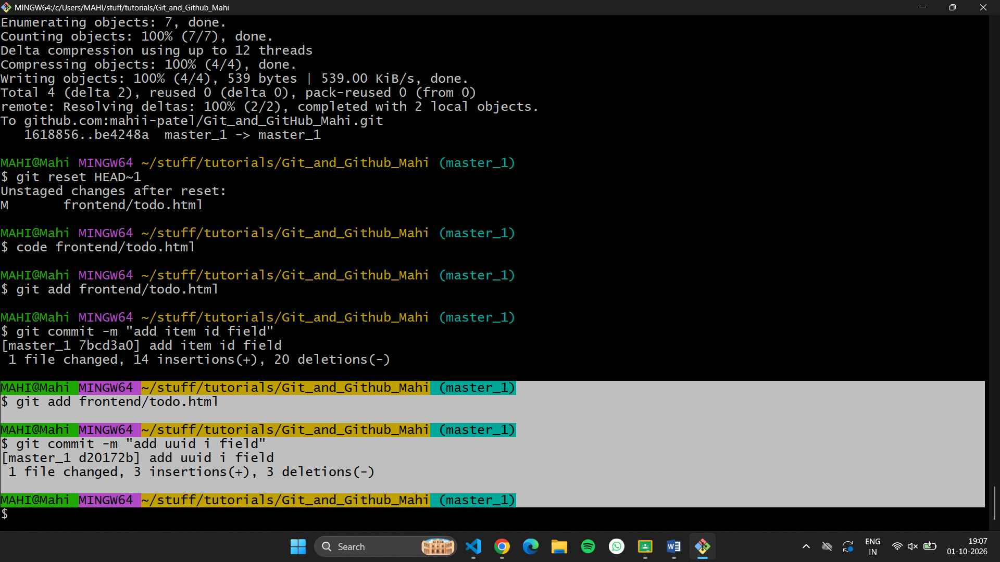 MINGW64:/c/Users/MAHI/stuff/tutorials/Git_and_Github_Mahi
Enumerating objects: 7, done.
Counting objects: 100% (7/7), done.
Delta compression using up to 12 threads
Compressing objects: 100% (4/4), done.
Writing objects: 100% (4/4), 539 bytes | 539.00 KiB/s, done.
Total 4 (delta 2), reused 0 (delta 0), pack-reused 0 (from 0)
remote: Resolving deltas: 100% (2/2), completed with 2 local objects.
To github.com:mahii-patel/Git_and_GitHub_Mahi.git
   1618856..be4248a  master_1 -> master_1
MAHI@Mahi MINGW64 ~/stuff/tutorials/Git_and_Github_Mahi (master_1)
$ git reset HEAD~1
Unstaged changes after reset:
M       frontend/todo.html
MAHI@Mahi MINGW64 ~/stuff/tutorials/Git_and_Github_Mahi (master_1)
$ code frontend/todo.html
MAHI@Mahi MINGW64 ~/stuff/tutorials/Git_and_Github_Mahi (master_1)
$ git add frontend/todo.html
MAHI@Mahi MINGW64 ~/stuff/tutorials/Git_and_Github_Mahi (master_1)
$ git commit -m "add item id field"
[master_1 7bcd3a0] add item id field
 1 file changed, 14 insertions(+), 20 deletions(-)
MAHI@Mahi MINGW64 ~/stuff/tutorials/Git_and_Github_Mahi (master_1)
$ git add frontend/todo.html
MAHI@Mahi MINGW64 ~/stuff/tutorials/Git_and_Github_Mahi (master_1)
$ git commit -m "add uuid i field"
[master_1 d20172b] add uuid i field
 1 file changed, 3 insertions(+), 3 deletions(-)
MAHI@Mahi MINGW64 ~/stuff/tutorials/Git_and_Github_Mahi (master_1)
$
Search
W
ENG
IN
19:07
01-10-2026